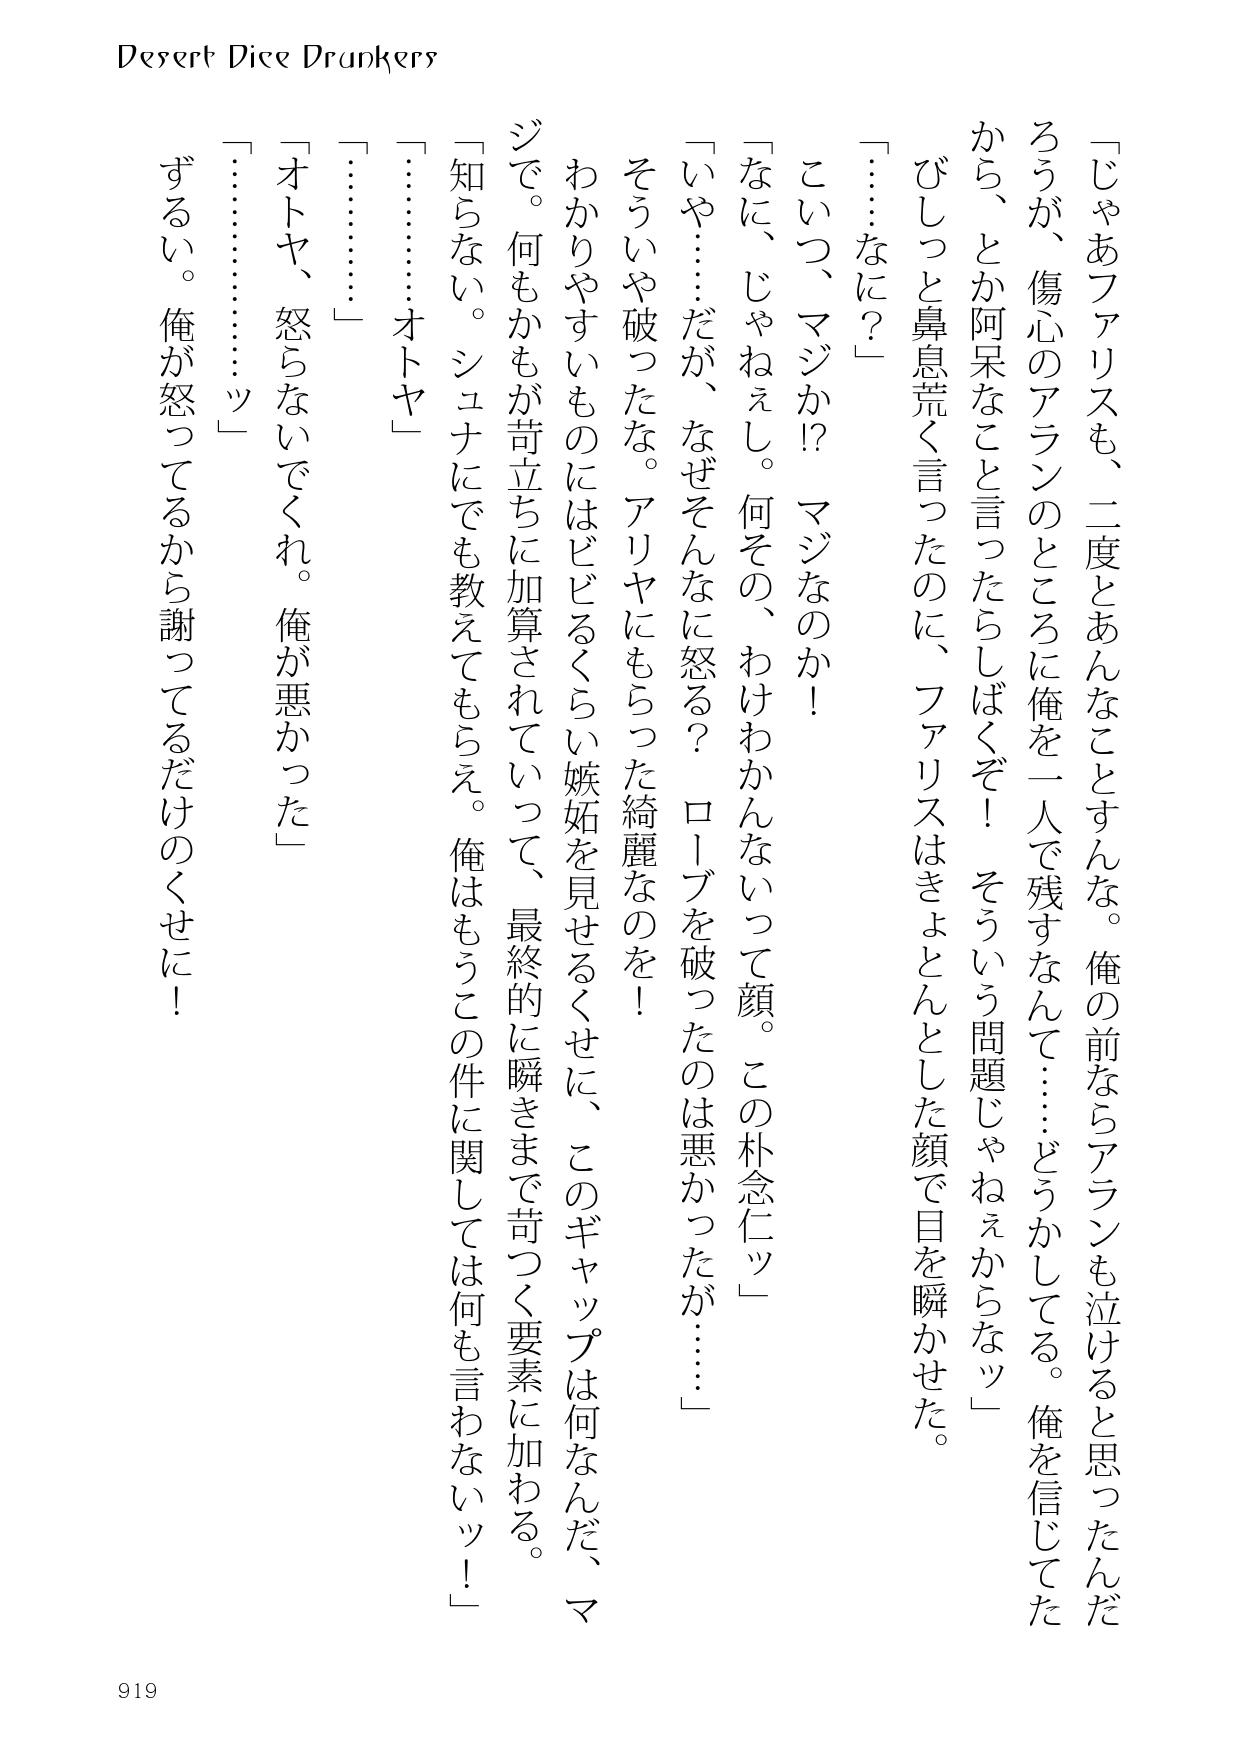 Desert Dice Drunkers
「じゃあファリスも、二度とあんなことすんな。俺の前ならアランも泣けると思ったんだ
ろうが、傷心のアランのところに俺を一人で残すなんて……どうかしてる。俺を信じてた
から、とか阿呆なこと言ったらしばくぞ！　そういう問題じゃねぇからなッ」
　びしっと鼻息荒く言ったのに、ファリスはきょとんとした顔で目を瞬かせた。
「……なに？」
　こいつ、マジか⁉　マジなのか！
「なに、じゃねぇし。何その、わけわかんないって顔。この朴念仁ッ」
「いや……だが、なぜそんなに怒る？　ローブを破ったのは悪かったが……」
　そういや破ったな。アリヤにもらった綺麗なのを！
　わかりやすいものにはビビるくらい嫉妬を見せるくせに、このギャップは何なんだ、マ
ジで。何もかもが苛立ちに加算されていって、最終的に瞬きまで苛つく要素に加わる。
「知らない。シュナにでも教えてもらえ。俺はもうこの件に関しては何も言わないッ！」
「…………オトヤ」
「…………」
「オトヤ、怒らないでくれ。俺が悪かった」
「………………ッ」
　ずるい。俺が怒ってるから謝ってるだけのくせに！
919